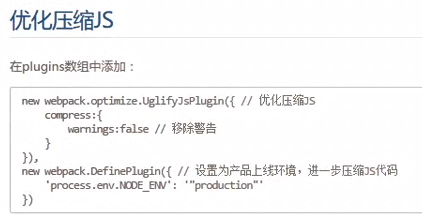 优化压缩JS
在plugins数组中添加：
new webpack.optimize.UglifyJsPlugin({ // 优化压缩JS
    compress:{
        warnings:false // 移除警告
    }
}),
new webpack.DefinePlugin({ // 设置为产品上线环境，进一步压缩JS代码
    'process.env.NODE_ENV': '"production"'
})